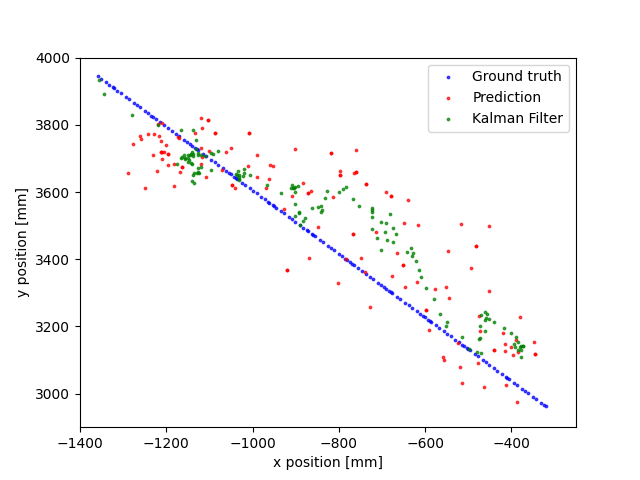 4000
3800
3600
3400
3200
3000
y position [mm]
−1400 −1200 −1000 −800 −600 −400
x position [mm]
Ground truth
Prediction
Kalman Filter